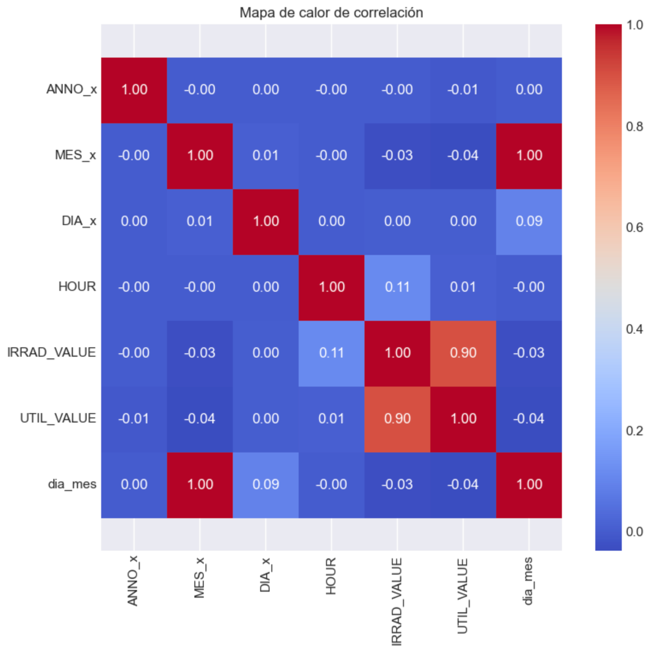 Mapa de calor de correlación
ANNO_x 1.00 -0.00 0.00 -0.00 -0.00 -0.01 0.00
MES_x -0.00 1.00 0.01 -0.00 -0.03 -0.04 1.00
DIA_x 0.00 0.01 1.00 0.00 0.00 0.00 0.09
HOUR -0.00 -0.00 0.00 1.00 0.11 0.01 -0.00
IRRAD_VALUE -0.00 -0.03 0.00 0.11 1.00 0.90 -0.03
UTIL_VALUE -0.01 -0.04 0.00 0.01 0.90 1.00 -0.04
dia_mes 0.00 1.00 0.09 -0.00 -0.03 -0.04 1.00
ANNO_x
MES_x
DIA_x
HOUR
IRRAD_VALUE
UTIL_VALUE
dia_mes
1.0
0.8
0.6
0.4
0.2
0.0